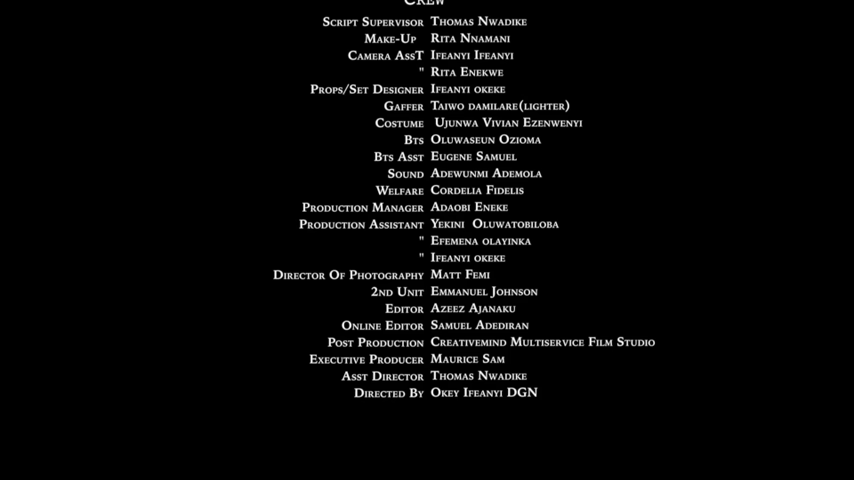 CREW
SCRIPT SUPERVISOR THOMAS NWADIKE
MAKE-UP RITA NNAMANI
CAMERA ASST IFEANYI IFEANYI
" RITA ENEKWE
PROPS/SET DESIGNER IFEANYI OKEKE
GAFFER TAIWO DAMILARE(LIGHTER)
COSTUME UJUNWA VIVIAN EZENWENYI
BTS OLUWASEUN OZIOMA
BTS ASST EUGENE SAMUEL
SOUND ADEWUNMI ADEMOLA
WELFARE CORDELIA FIDELIS
PRODUCTION MANAGER ADAOBI ENEKE
PRODUCTION ASSISTANT YEKINI OLUWATOBILOBA
" EFEMENA OLAYINKA
" IFEANYI OKEKE
DIRECTOR OF PHOTOGRAPHY MATT FEMI
2ND UNIT EMMANUEL JOHNSON
EDITOR AZEEZ AJANAKU
ONLINE EDITOR SAMUEL ADEDIRAN
POST PRODUCTION CREATIVEMIND MULTISERVICE FILM STUDIO
EXECUTIVE PRODUCER MAURICE SAM
ASST DIRECTOR THOMAS NWADIKE
DIRECTED BY OKEY IFEANYI DGN